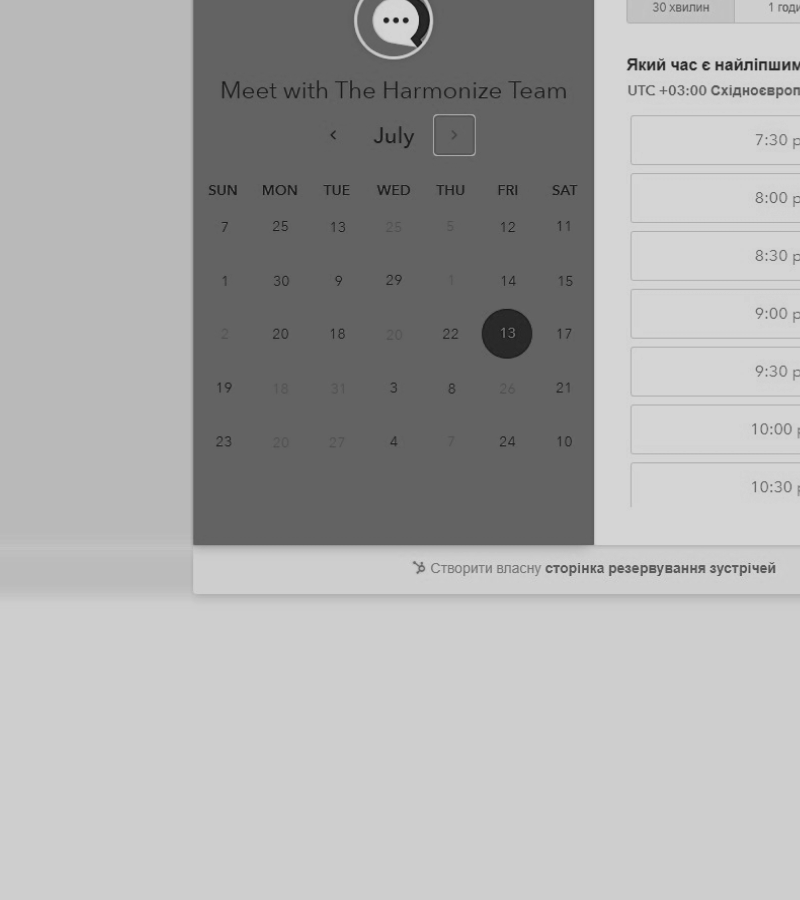 30 хвилин 1 годи
Meet with The Harmonize Team
Який час є найліпшим
UTC +03:00 Східноєвроп
July
7:30 p
SUN MON TUE WED THU FRI SAT
8:00 p
7 25 13 25 5 12 11
8:30 p
1 30 9 29 1 14 15
9:00 p
2 20 18 20 22 13 17
9:30 p
19 18 31 3 8 26 21
10:00 p
23 20 27 4 7 24 10
10:30 p
Створити власну сторінка резервування зустрічей